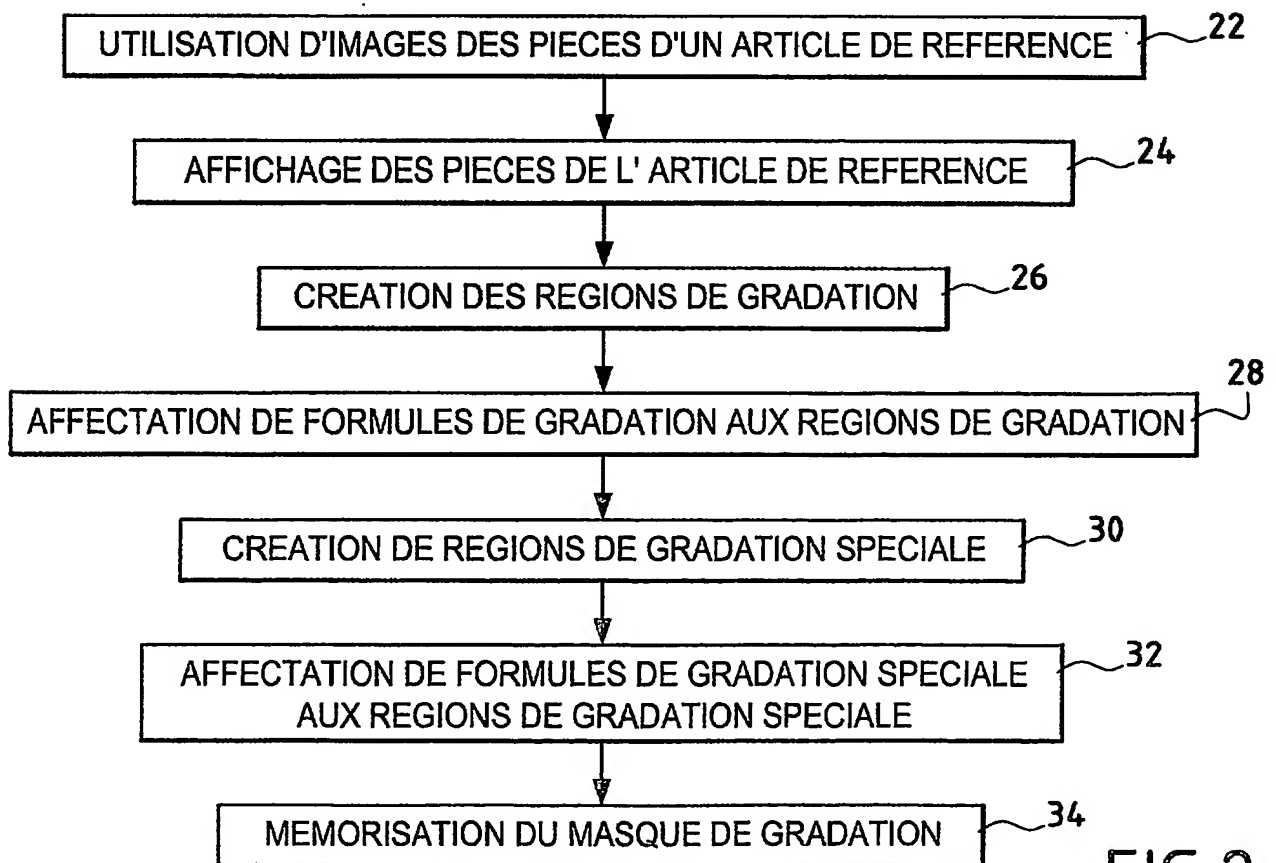 UTILISATION D'IMAGES DES PIECES D'UN ARTICLE DE REFERENCE 22
AFFICHAGE DES PIECES DE L' ARTICLE DE REFERENCE 24
CREATION DES REGIONS DE GRADATION 26
AFFECTATION DE FORMULES DE GRADATION AUX REGIONS DE GRADATION 28
CREATION DE REGIONS DE GRADATION SPECIALE 30
AFFECTATION DE FORMULES DE GRADATION SPECIALE 32
AUX REGIONS DE GRADATION SPECIALE
MEMORISATION DU MASQUE DE GRADATION 34